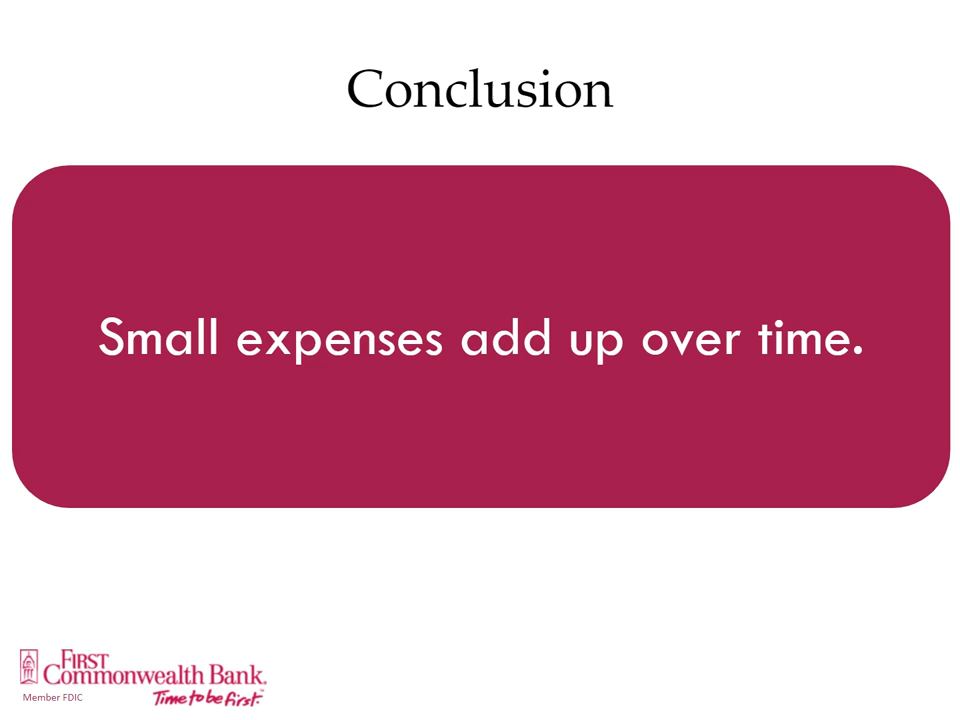 Conclusion
Small expenses add up over time.
FIRST
Commonwealth Bank
Member FDIC
Time to be first.